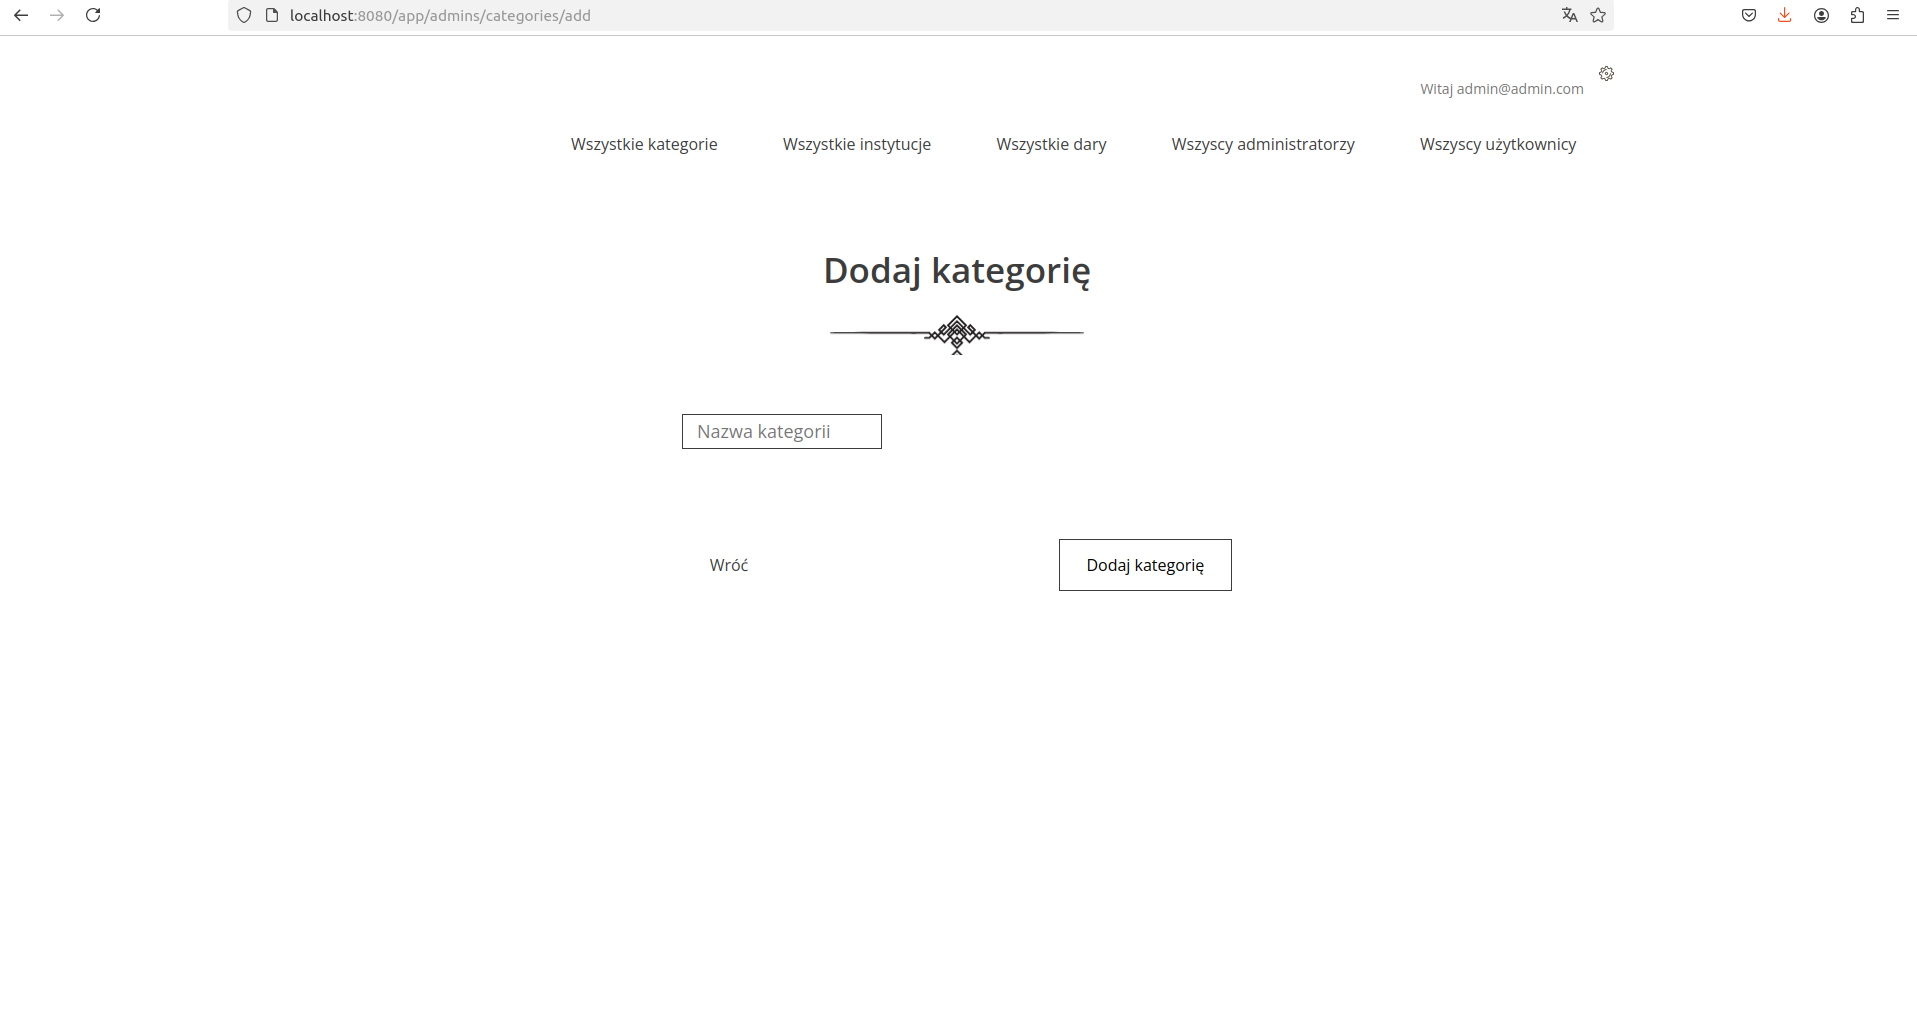 localhost:8080/app/admins/categories/add
Witaj admin@admin.com
Wszystkie kategorie Wszystkie instytucje Wszystkie dary Wszyscy administratorzy Wszyscy użytkownicy
Dodaj kategorię
Nazwa kategorii
Wróć Dodaj kategorię